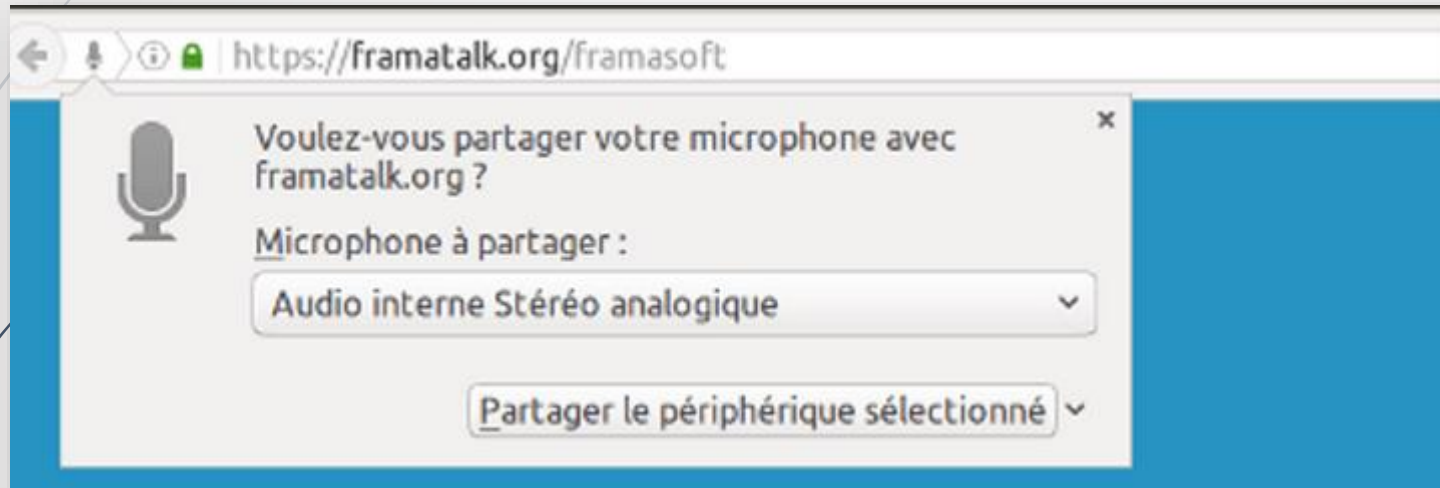 https://framatalk.org/framasoft
Voulez-vous partager votre microphone avec
framatalk.org ?
Microphone à partager :
Audio interne Stéréo analogique
Partager le périphérique sélectionné